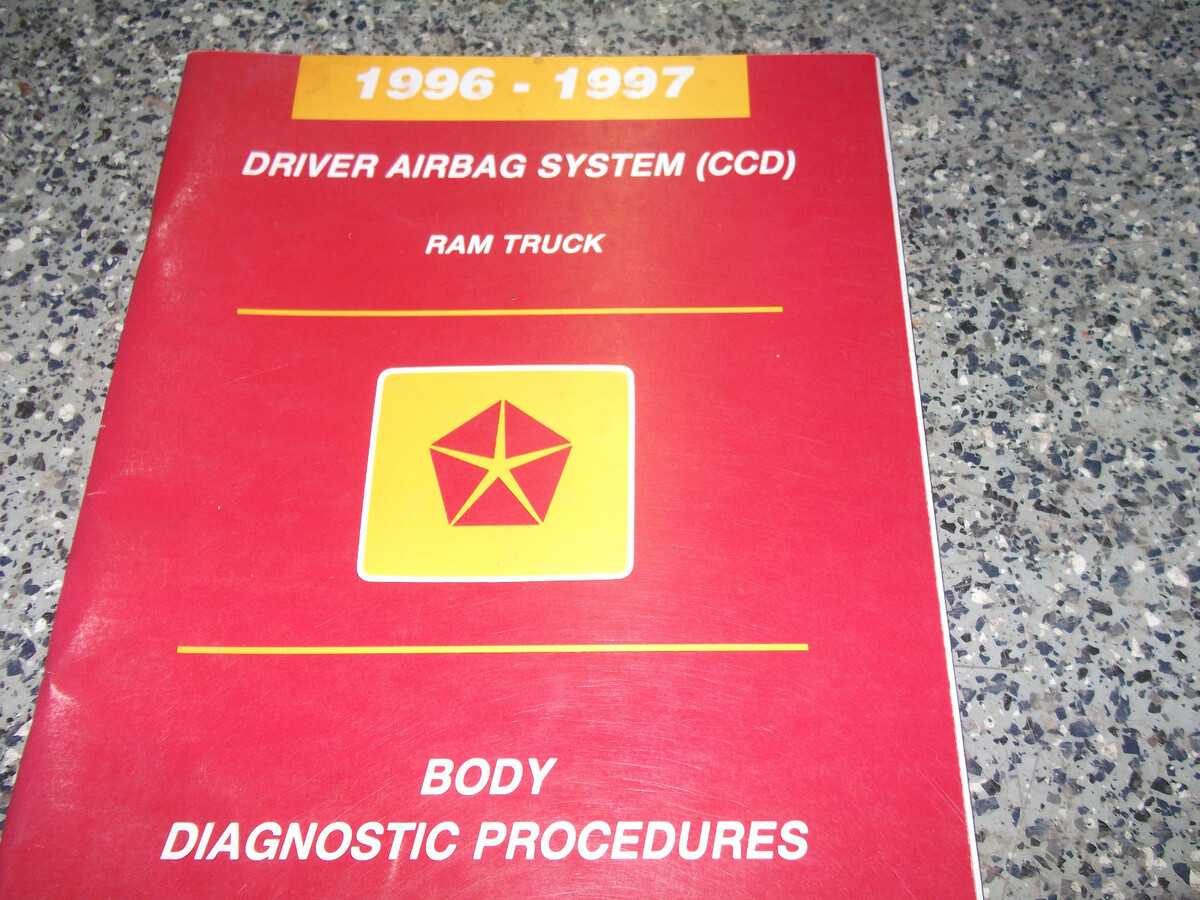 1996 - 1997
DRIVER AIRBAG SYSTEM (CCD)
RAM TRUCK
BODY
DIAGNOSTIC PROCEDURES